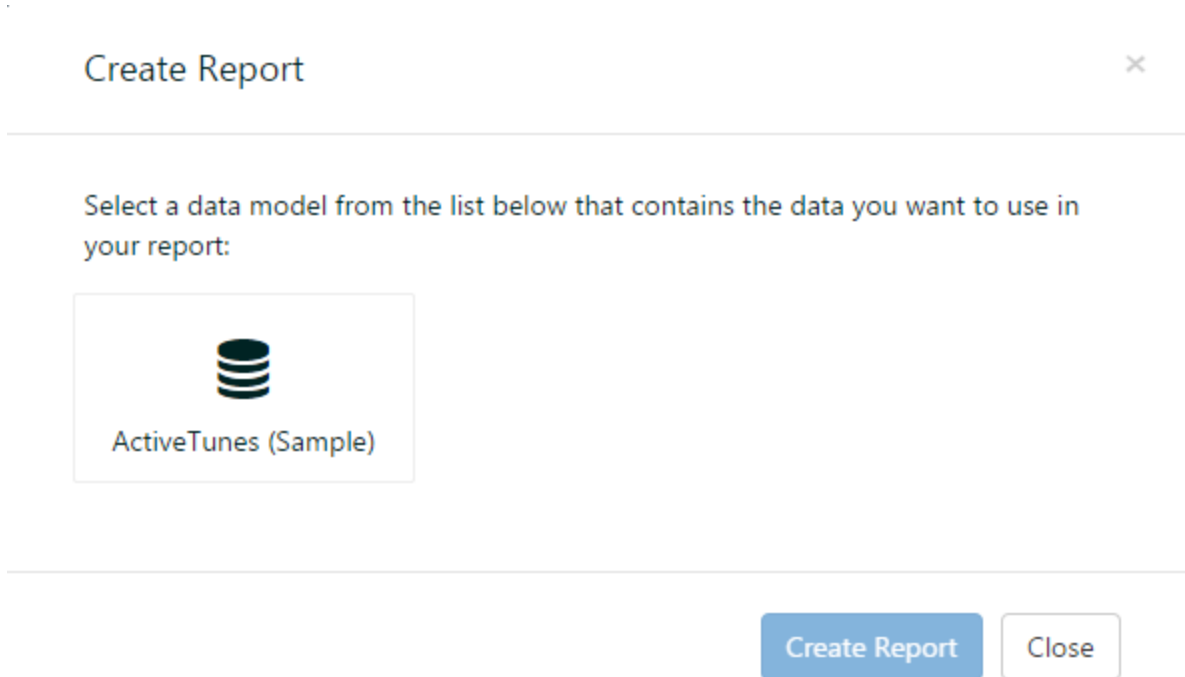 Create Report
×
Select a data model from the list below that contains the data you want to use in
your report:
ActiveTunes (Sample)
Create Report
Close